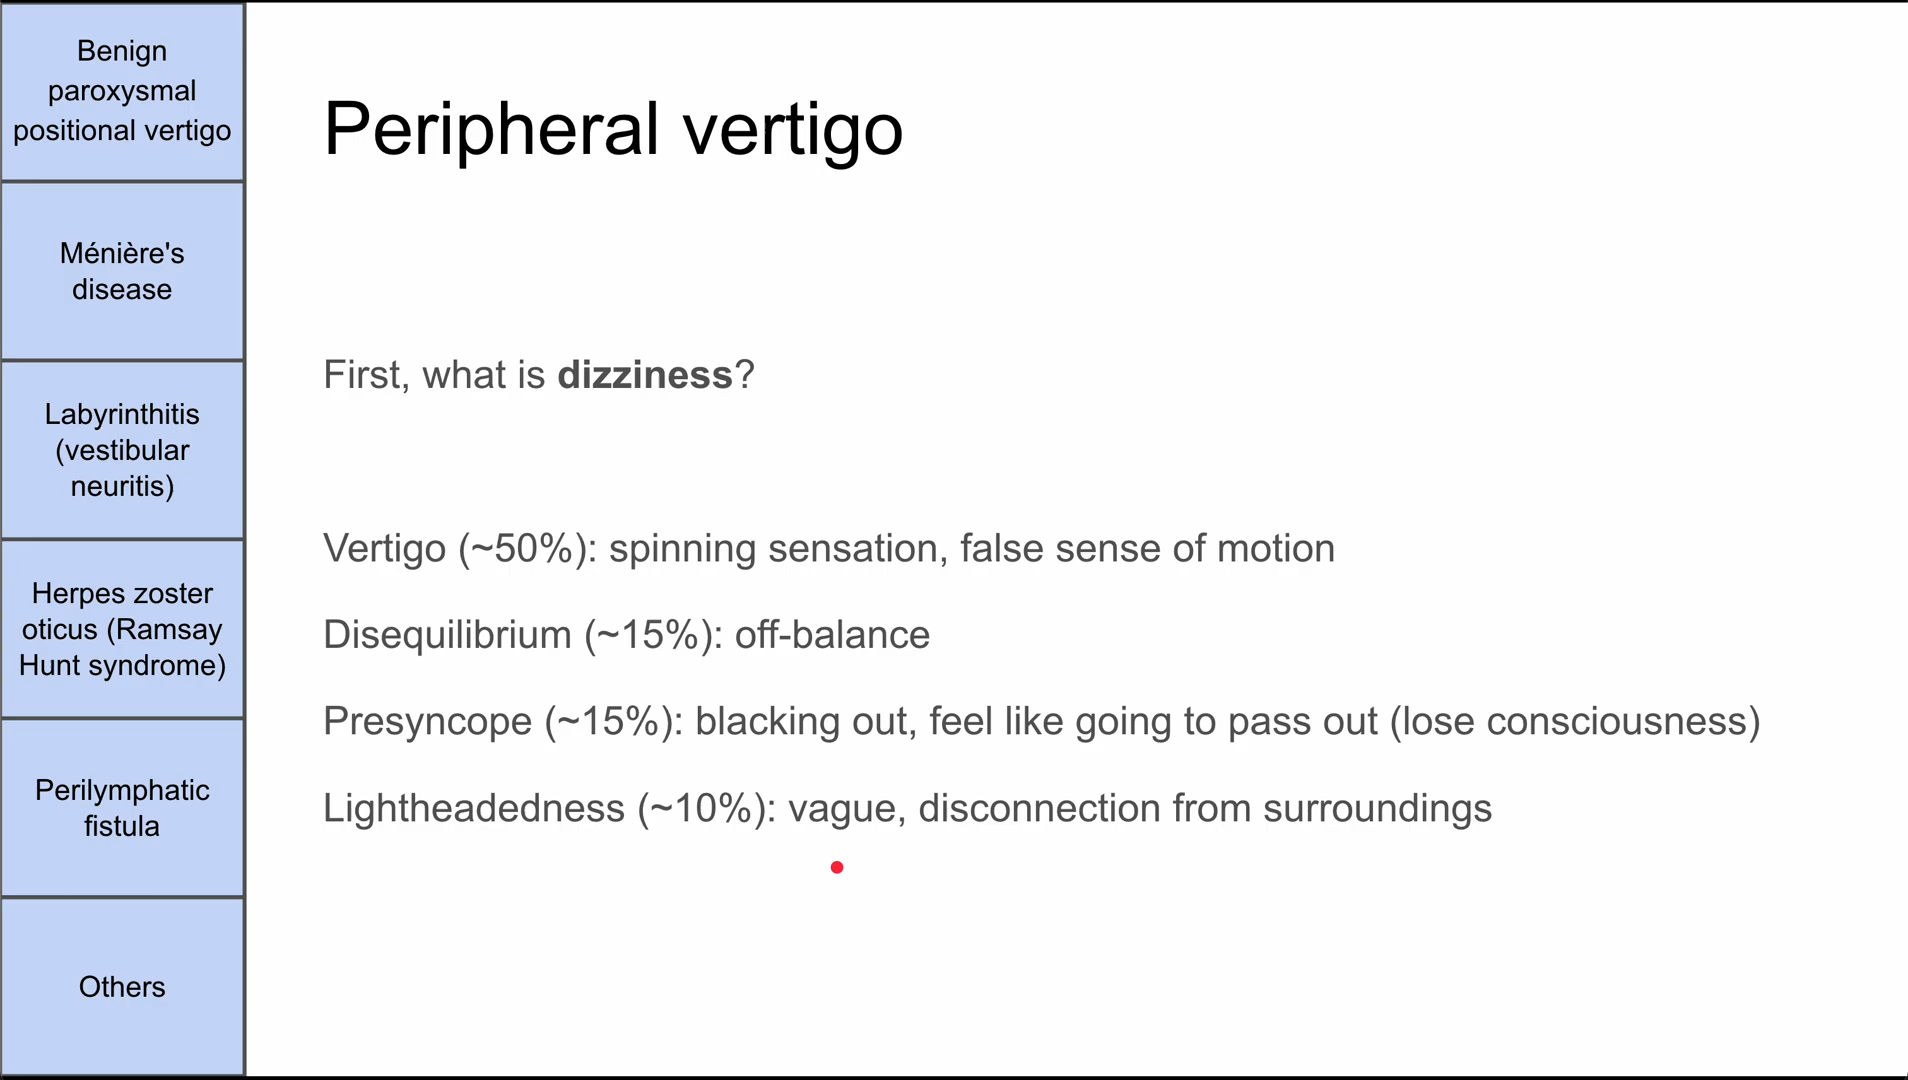 Benign
paroxysmal
positional vertigo
Ménière's
disease
Labyrinthitis
(vestibular
neuritis)
Herpes zoster
oticus (Ramsay
Hunt syndrome)
Perilymphatic
fistula
Others
Peripheral vertigo
First, what is dizziness?
Vertigo (~50%): spinning sensation, false sense of motion
Disequilibrium (~15%): off-balance
Presyncope (~15%): blacking out, feel like going to pass out (lose consciousness)
Lightheadedness (~10%): vague, disconnection from surroundings